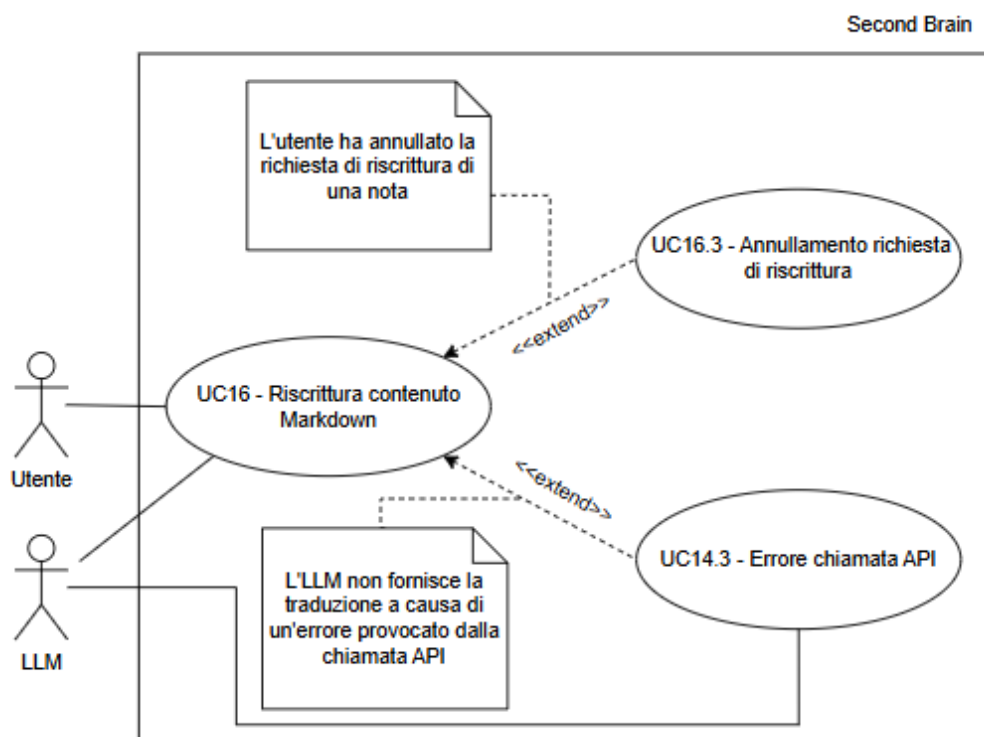 Second Brain
L'utente ha annullato la
richiesta di riscrittura di
una nota
UC16.3 - Annullamento richiesta
di riscrittura
<<extend>>
UC16 - Riscrittura contenuto
Markdown
Utente
<<extend>>
UC14.3 - Errore chiamata API
L'LLM non fornisce la
traduzione a causa di
un'errore provocato dalla
chiamata API
LLM